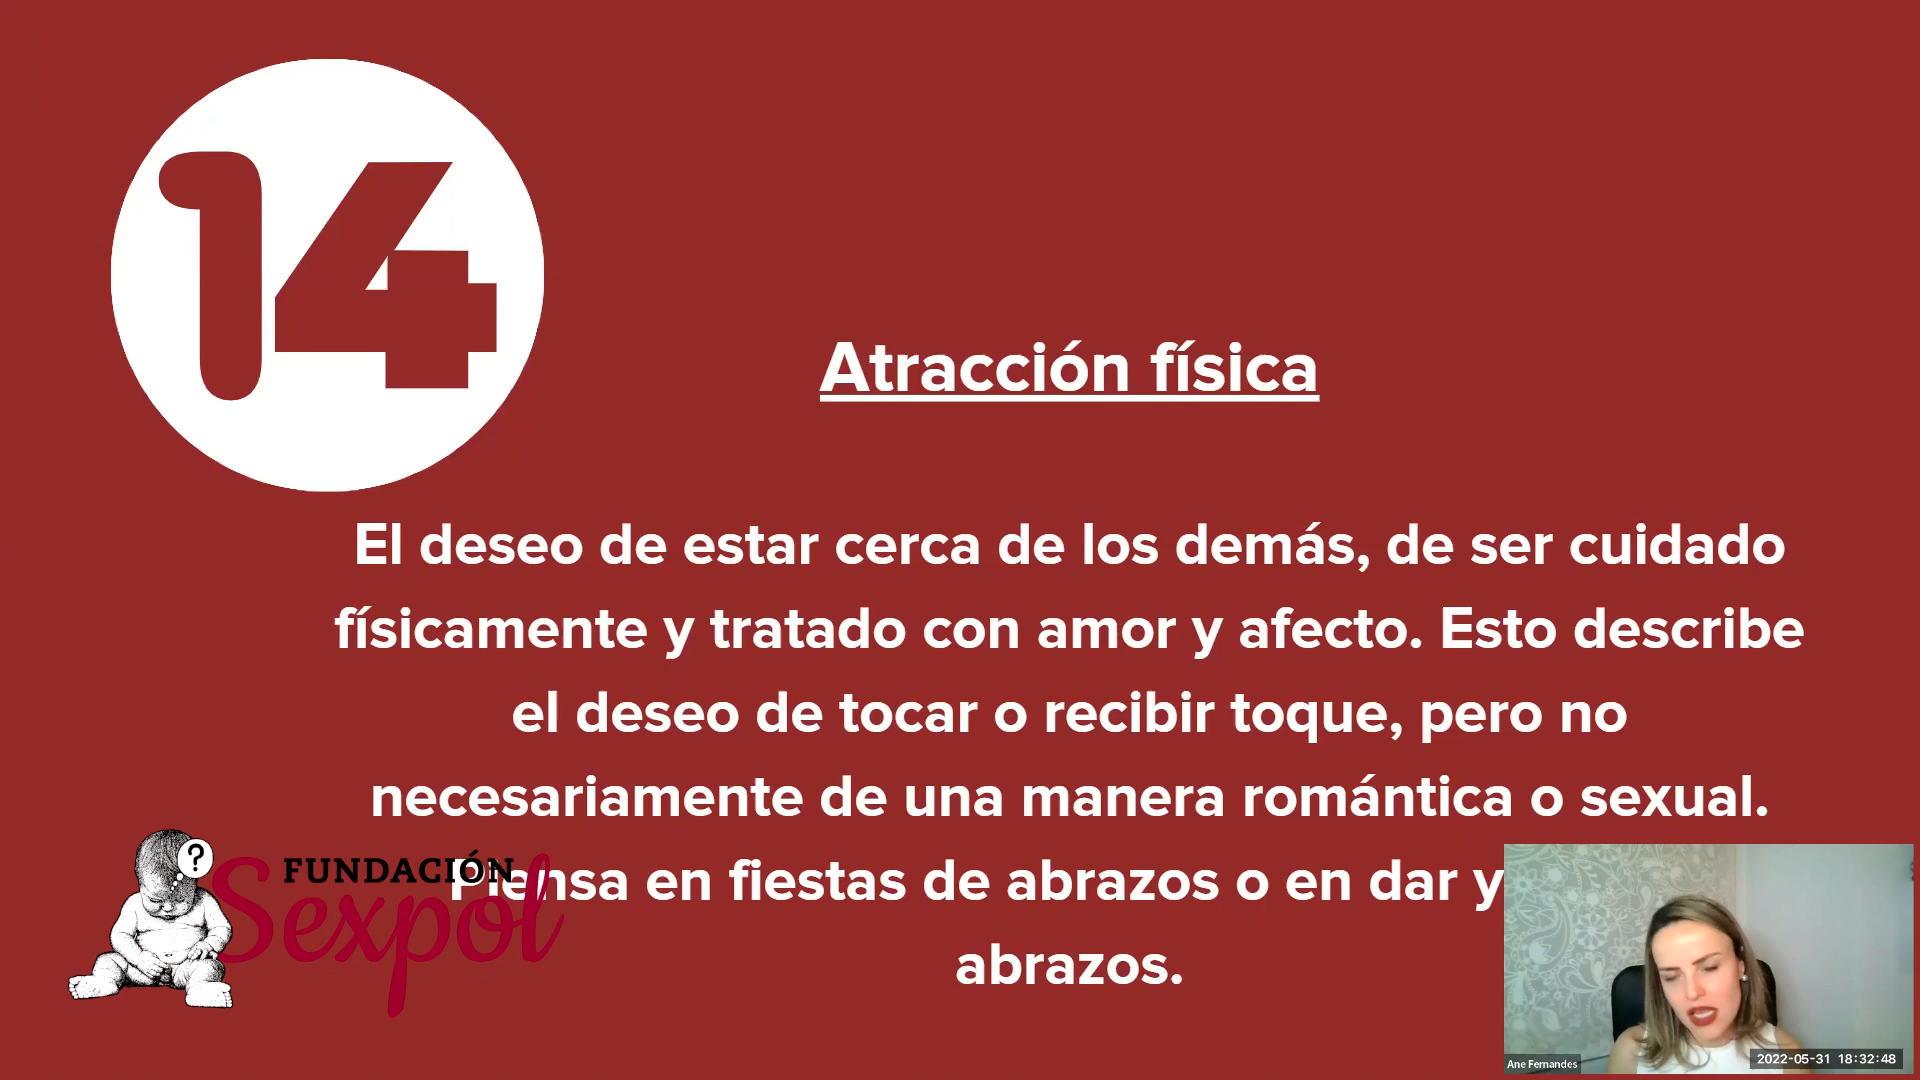 14
Atracción física
El deseo de estar cerca de los demás, de ser cuidado
físicamente y tratado con amor y afecto. Esto describe
el deseo de tocar o recibir toque, pero no
necesariamente de una manera romántica o sexual.
Piensa en fiestas de abrazos o en dar y
abrazos.
?
FUNDACIÓN
Sexpol
Ane Fernandes
2022-05-31 18:32:48